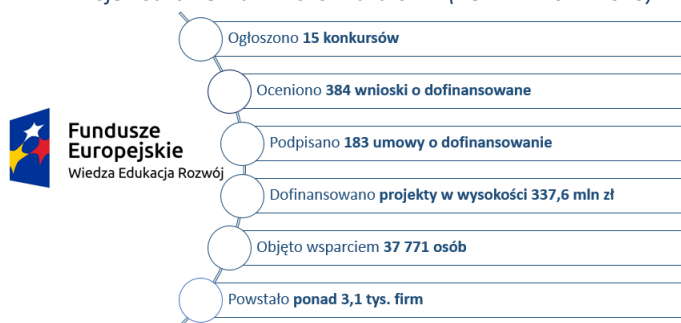 Ogłoszono 15 konkursów
Oceniono 384 wnioski o dofinansowane
Podpisano 183 umowy o dofinansowanie
Fundusze
Europejskie
Wiedza Edukacja Rozwój
Dofinansowano projekty w wysokości 337,6 mln zł
Objęto wsparciem 37 771 osób
Powstało ponad 3,1 tys. firm